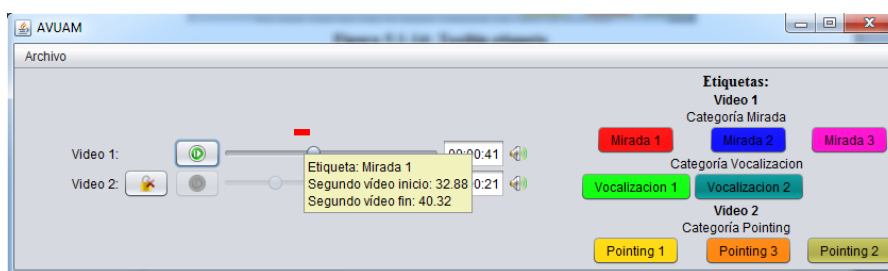 AVUAM
Archivo
Etiquetas:
Video 1
Categoría Mirada
Mirada 1 Mirada 2 Mirada 3
Categoría Vocalizacion
Vocalizacion 1 Vocalizacion 2
Video 2
Categoría Pointing
Pointing 1 Pointing 3 Pointing 2
Video 1: 00:00:41
Video 2: 0:21
Etiqueta: Mirada 1
Segundo vídeo inicio: 32.88
Segundo vídeo fin: 40.32